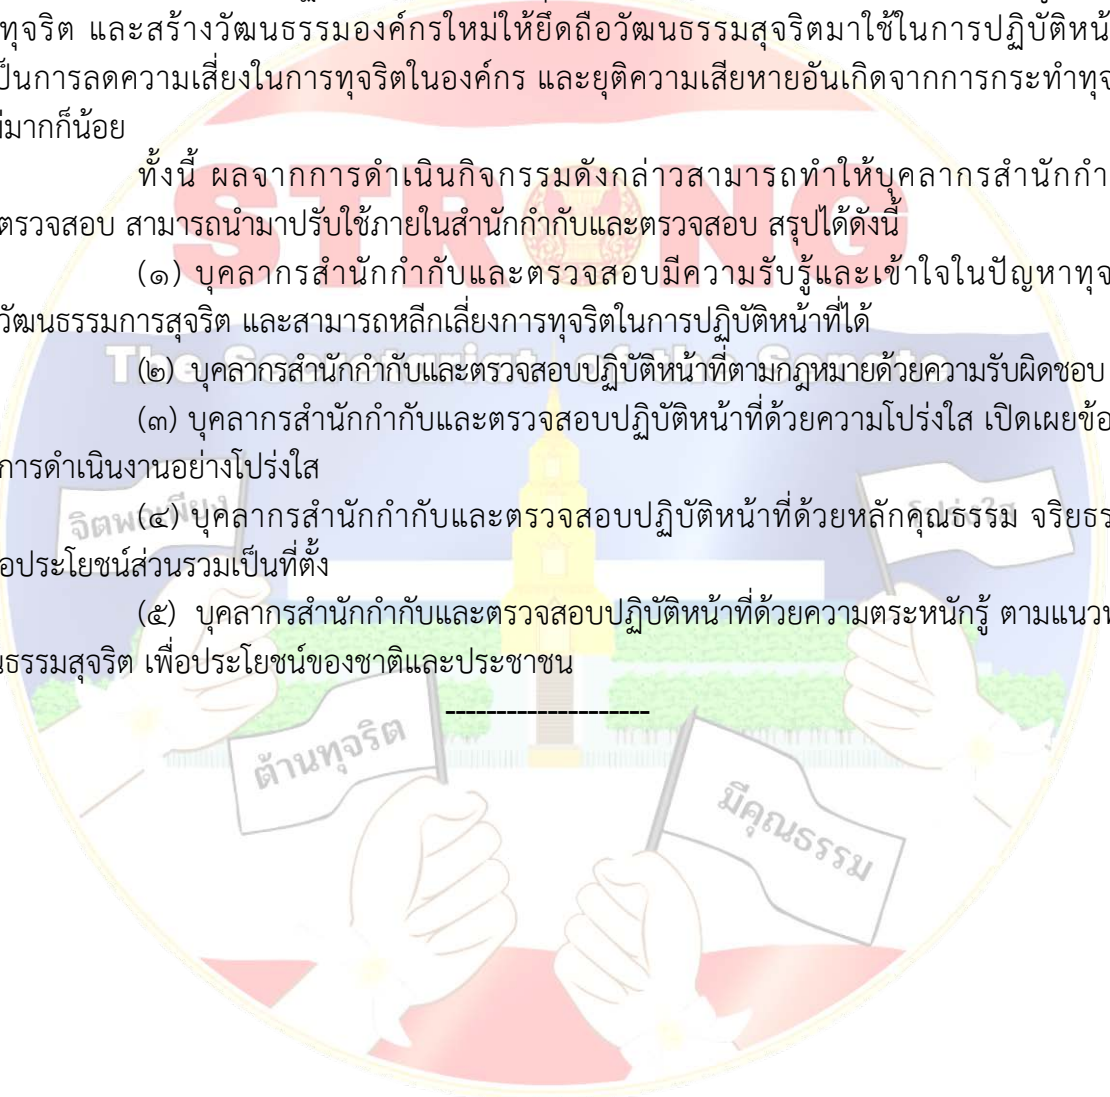 ทุจริต และสร้างวัฒนธรรมองค์กรใหม่ให้ยึดถือวัฒนธรรมสุจริตมาใช้ในการปฏิบัติหน้
ป็นการลดความเสี่ยงในการทุจริตในองค์กร และยุติความเสียหายอันเกิดจากการกระทำทุจ
มากก็น้อย
ทั้งนี้ ผลจากการดำเนินกิจกรรมดังกล่าวสามารถทำให้บุคลากรสำนักกำ
ตรวจสอบ สามารถนำมาปรับใช้ภายในสำนักกำกับและตรวจสอบ สรุปได้ดังนี้
STRONG
(๑) บุคลากรสำนักกำกับและตรวจสอบมีความรับรู้และเข้าใจในปัญหาทุจ
วัฒนธรรมการสุจริต และสามารถหลีกเลี่ยงการทุจริตในการปฏิบัติหน้าที่ได้
The Secretariat of the Senate
(๒) บุคลากรสำนักกำกับและตรวจสอบปฏิบัติหน้าที่ตามกฎหมายด้วยความรับผิดชอบ
(๓) บุคลากรสำนักกำกับและตรวจสอบปฏิบัติหน้าที่ด้วยความโปร่งใส เปิดเผยข้อ
การดำเนินงานอย่างโปร่งใส
จิตพอเพียง
โปร่งใส
(๔) บุคลากรสำนักกำกับและตรวจสอบปฏิบัติหน้าที่ด้วยหลักคุณธรรม จริยธร
อประโยชน์ส่วนรวมเป็นที่ตั้ง
(๕) บุคลากรสำนักกำกับและตรวจสอบปฏิบัติหน้าที่ด้วยความตระหนักรู้ ตามแนว
นธรรมสุจริต เพื่อประโยชน์ของชาติและประชาชน
--------------------
ต้านทุจริต
มีคุณธรรม